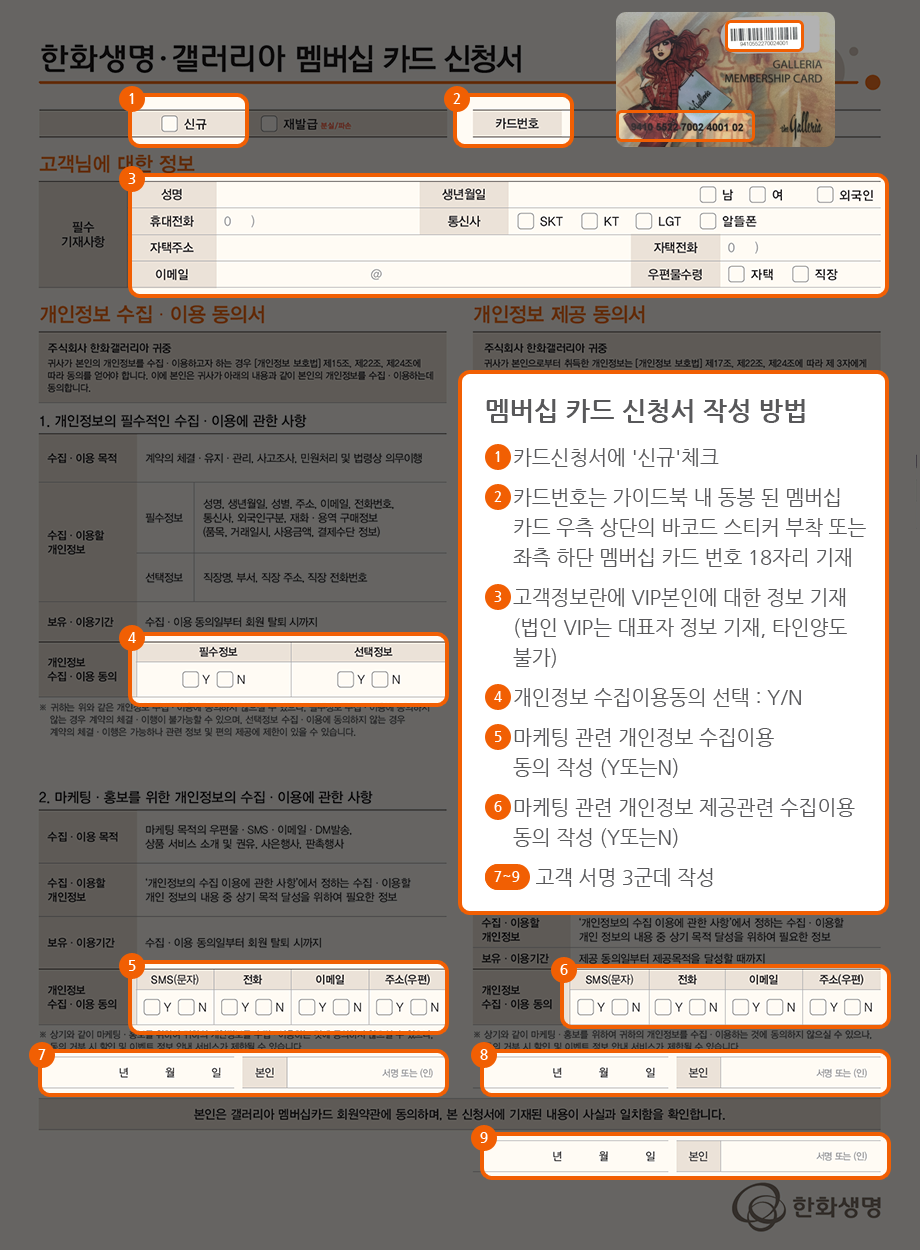 한화생명·갤러리아 멤버십 카드 신청서
9410552270024001
GALLERIA
MEMBERSHIP CARD
9410 5522 7002 4001 02
the Galleria
1
신규
재발급 분실/파손
2
카드번호
고객님에 대한 정보
3
필수
기재사항
성명
생년월일
남
여
외국인
휴대전화
0 )
통신사
SKT
KT
LGT
알뜰폰
자택주소
자택전화
0 )
이메일
@
우편물수령
자택
직장
개인정보 수집·이용 동의서
주식회사 한화갤러리아 귀중
귀사가 본인의 개인정보를 수집·이용하고자 하는 경우 [개인정보 보호법] 제15조, 제22조, 제24조에
따라 동의를 얻어야 합니다. 이에 본인은 귀사가 아래의 내용과 같이 본인의 개인정보를 수집·이용하는데
동의합니다.
개인정보 제공 동의서
주식회사 한화갤러리아 귀중
귀사가 본인으로부터 취득한 개인정보는 [개인정보 보호법] 제17조, 제22조, 제24조에 따라 제 3자에게
1. 개인정보의 필수적인 수집·이용에 관한 사항
수집·이용 목적
계약의 체결·유지·관리, 사고조사, 민원처리 및 법령상 의무이행
수집·이용할
개인정보
필수정보
성명, 생년월일, 성별, 주소, 이메일, 전화번호,
통신사, 외국인구분, 재화·용역 구매정보
(품목, 거래일시, 사용금액, 결제수단 정보)
선택정보
직장명, 부서, 직장 주소, 직장 전화번호
보유·이용기간
수집·이용 동의일부터 회원 탈퇴 시까지
4
개인정보
수집·이용 동의
필수정보
선택정보
Y
N
Y
N
※ 귀하는 위와 같은 개인정보 수집·이용에 동의하지 않으실 수 있으나, 필수정보 수집·이용에 동의하지
않는 경우 계약의 체결·이행이 불가능할 수 있으며, 선택정보 수집·이용에 동의하지 않는 경우
계약의 체결·이행은 가능하나 관련 정보 및 편의 제공에 제한이 있을 수 있습니다.
멤버십 카드 신청서 작성 방법
1 카드신청서에 '신규'체크
2 카드번호는 가이드북 내 동봉 된 멤버십
카드 우측 상단의 바코드 스티커 부착 또는
좌측 하단 멤버십 카드 번호 18자리 기재
3 고객정보란에 VIP본인에 대한 정보 기재
(법인 VIP는 대표자 정보 기재, 타인양도
불가)
4 개인정보 수집이용동의 선택 : Y/N
5 마케팅 관련 개인정보 수집이용
동의 작성 (Y또는N)
6 마케팅 관련 개인정보 제공관련 수집이용
동의 작성 (Y또는N)
7~9 고객 서명 3군데 작성
2. 마케팅·홍보를 위한 개인정보의 수집·이용에 관한 사항
수집·이용 목적
마케팅 목적의 우편물·SMS·이메일·DM발송,
상품 서비스 소개 및 권유, 사은행사, 판촉행사
수집·이용할
개인정보
'개인정보의 수집 이용에 관한 사항'에서 정하는 수집·이용할
개인 정보의 내용 중 상기 목적 달성을 위하여 필요한 정보
보유·이용기간
수집·이용 동의일부터 회원 탈퇴 시까지
5
개인정보
수집·이용 동의
SMS(문자)
전화
이메일
주소(우편)
Y
N
Y
N
Y
N
Y
N
수집·이용할
개인정보
'개인정보의 수집 이용에 관한 사항'에서 정하는 수집·이용할
개인 정보의 내용 중 상기 목적 달성을 위하여 필요한 정보
보유·이용기간
제공 동의일부터 제공목적을 달성할 때까지
6
개인정보
수집·이용 동의
SMS(문자)
전화
이메일
주소(우편)
Y
N
Y
N
Y
N
Y
N
※ 상기와 같이 마케팅·홍보를 위하여
※ 상기와 같이 마케팅·홍보를 위하여 귀하의 개인정보를 수집·이용하는 것에 동의하지 않으실 수 있으나,
7
년 월 일
본인
서명 또는 (인)
8
년 월 일
본인
서명 또는 (인)
본인은 갤러리아 멤버십카드 회원약관에 동의하며, 본 신청서에 기재된 내용이 사실과 일치함을 확인합니다.
9
년 월 일
본인
서명 또는 (인)
한화생명